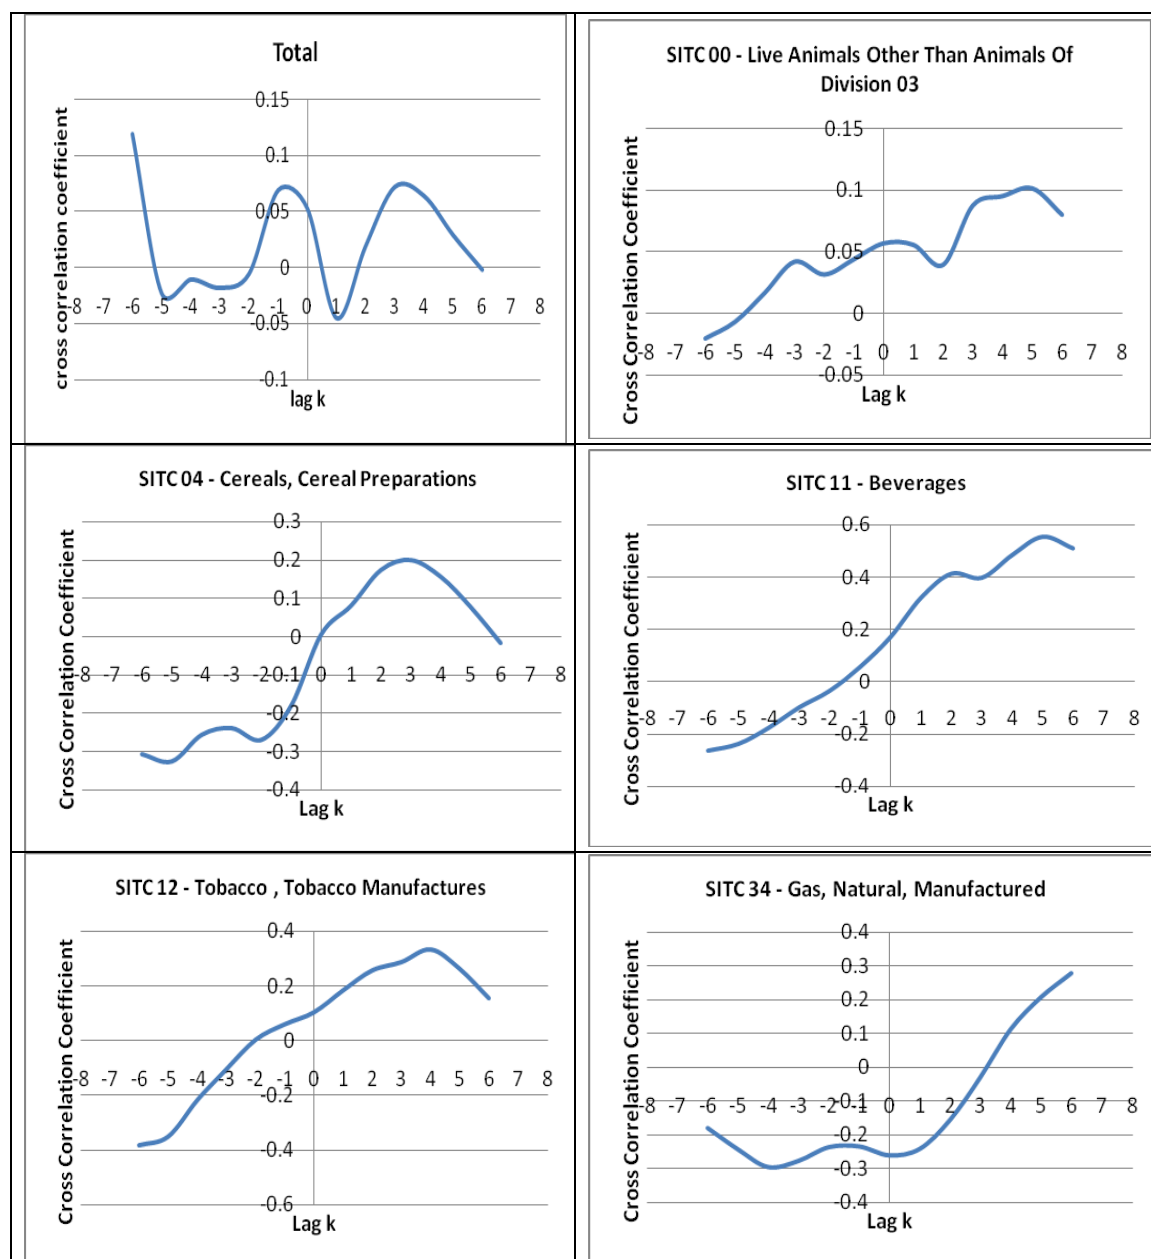 Total
cross correlation coefficient
0.15
0.1
0.05
0
-0.05
-0.1
-8 -7 -6 -5 -4 -3 -2 -1 0 1 2 3 4 5 6 7 8
lag k
SITC 00 - Live Animals Other Than Animals Of
Division 03
Cross Correlation Coefficient
0.15
0.1
0.05
0
-0.05
-8 -7 -6 -5 -4 -3 -2 -1 0 1 2 3 4 5 6 7 8
Lag k
SITC 04 - Cereals, Cereal Preparations
Cross Correlation Coefficient
0.3
0.2
0.1
0
-0.1
-0.2
-0.3
-0.4
-8 -7 -6 -5 -4 -3 -2 -1 0 1 2 3 4 5 6 7 8
Lag k
SITC 11 - Beverages
Cross Correlation Coefficient
0.6
0.4
0.2
0
-0.2
-0.4
-8 -7 -6 -5 -4 -3 -2 -1 0 1 2 3 4 5 6 7 8
Lag k
SITC 12 - Tobacco , Tobacco Manufactures
Cross Correlation Coefficient
0.4
0.2
0
-0.2
-0.4
-0.6
-8 -7 -6 -5 -4 -3 -2 -1 0 1 2 3 4 5 6 7 8
Lag k
SITC 34 - Gas, Natural, Manufactured
Cross Correlation Coefficient
0.4
0.3
0.2
0.1
0
-0.1
-0.2
-0.3
-0.4
-8 -7 -6 -5 -4 -3 -2 -1 0 1 2 3 4 5 6 7 8
Lag k